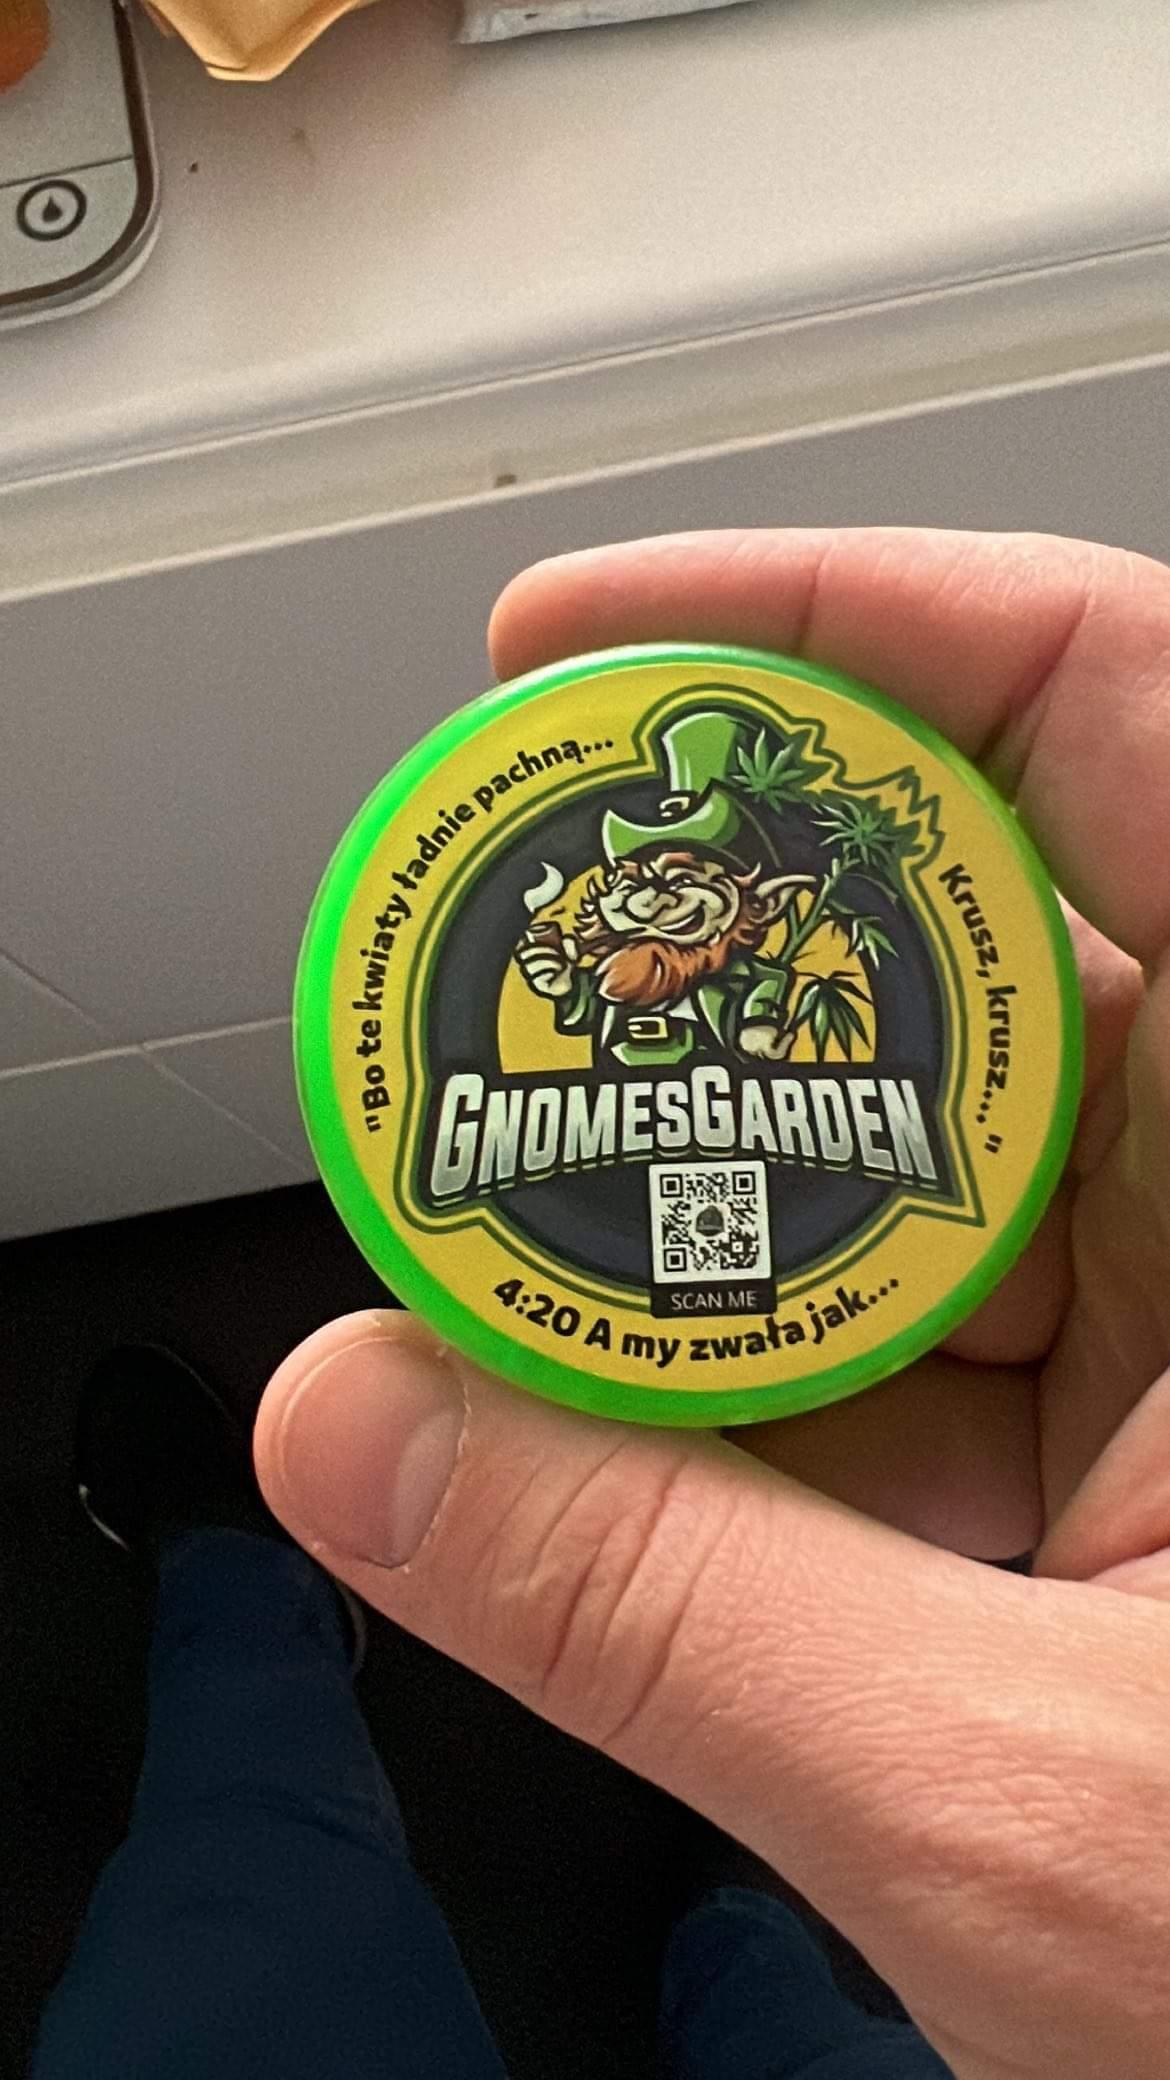 "Bo te kwiaty ładnie pachną...
Krusz, krusz... "
GNOMESGARDEN
SCAN ME
4:20 A my zwała jak...